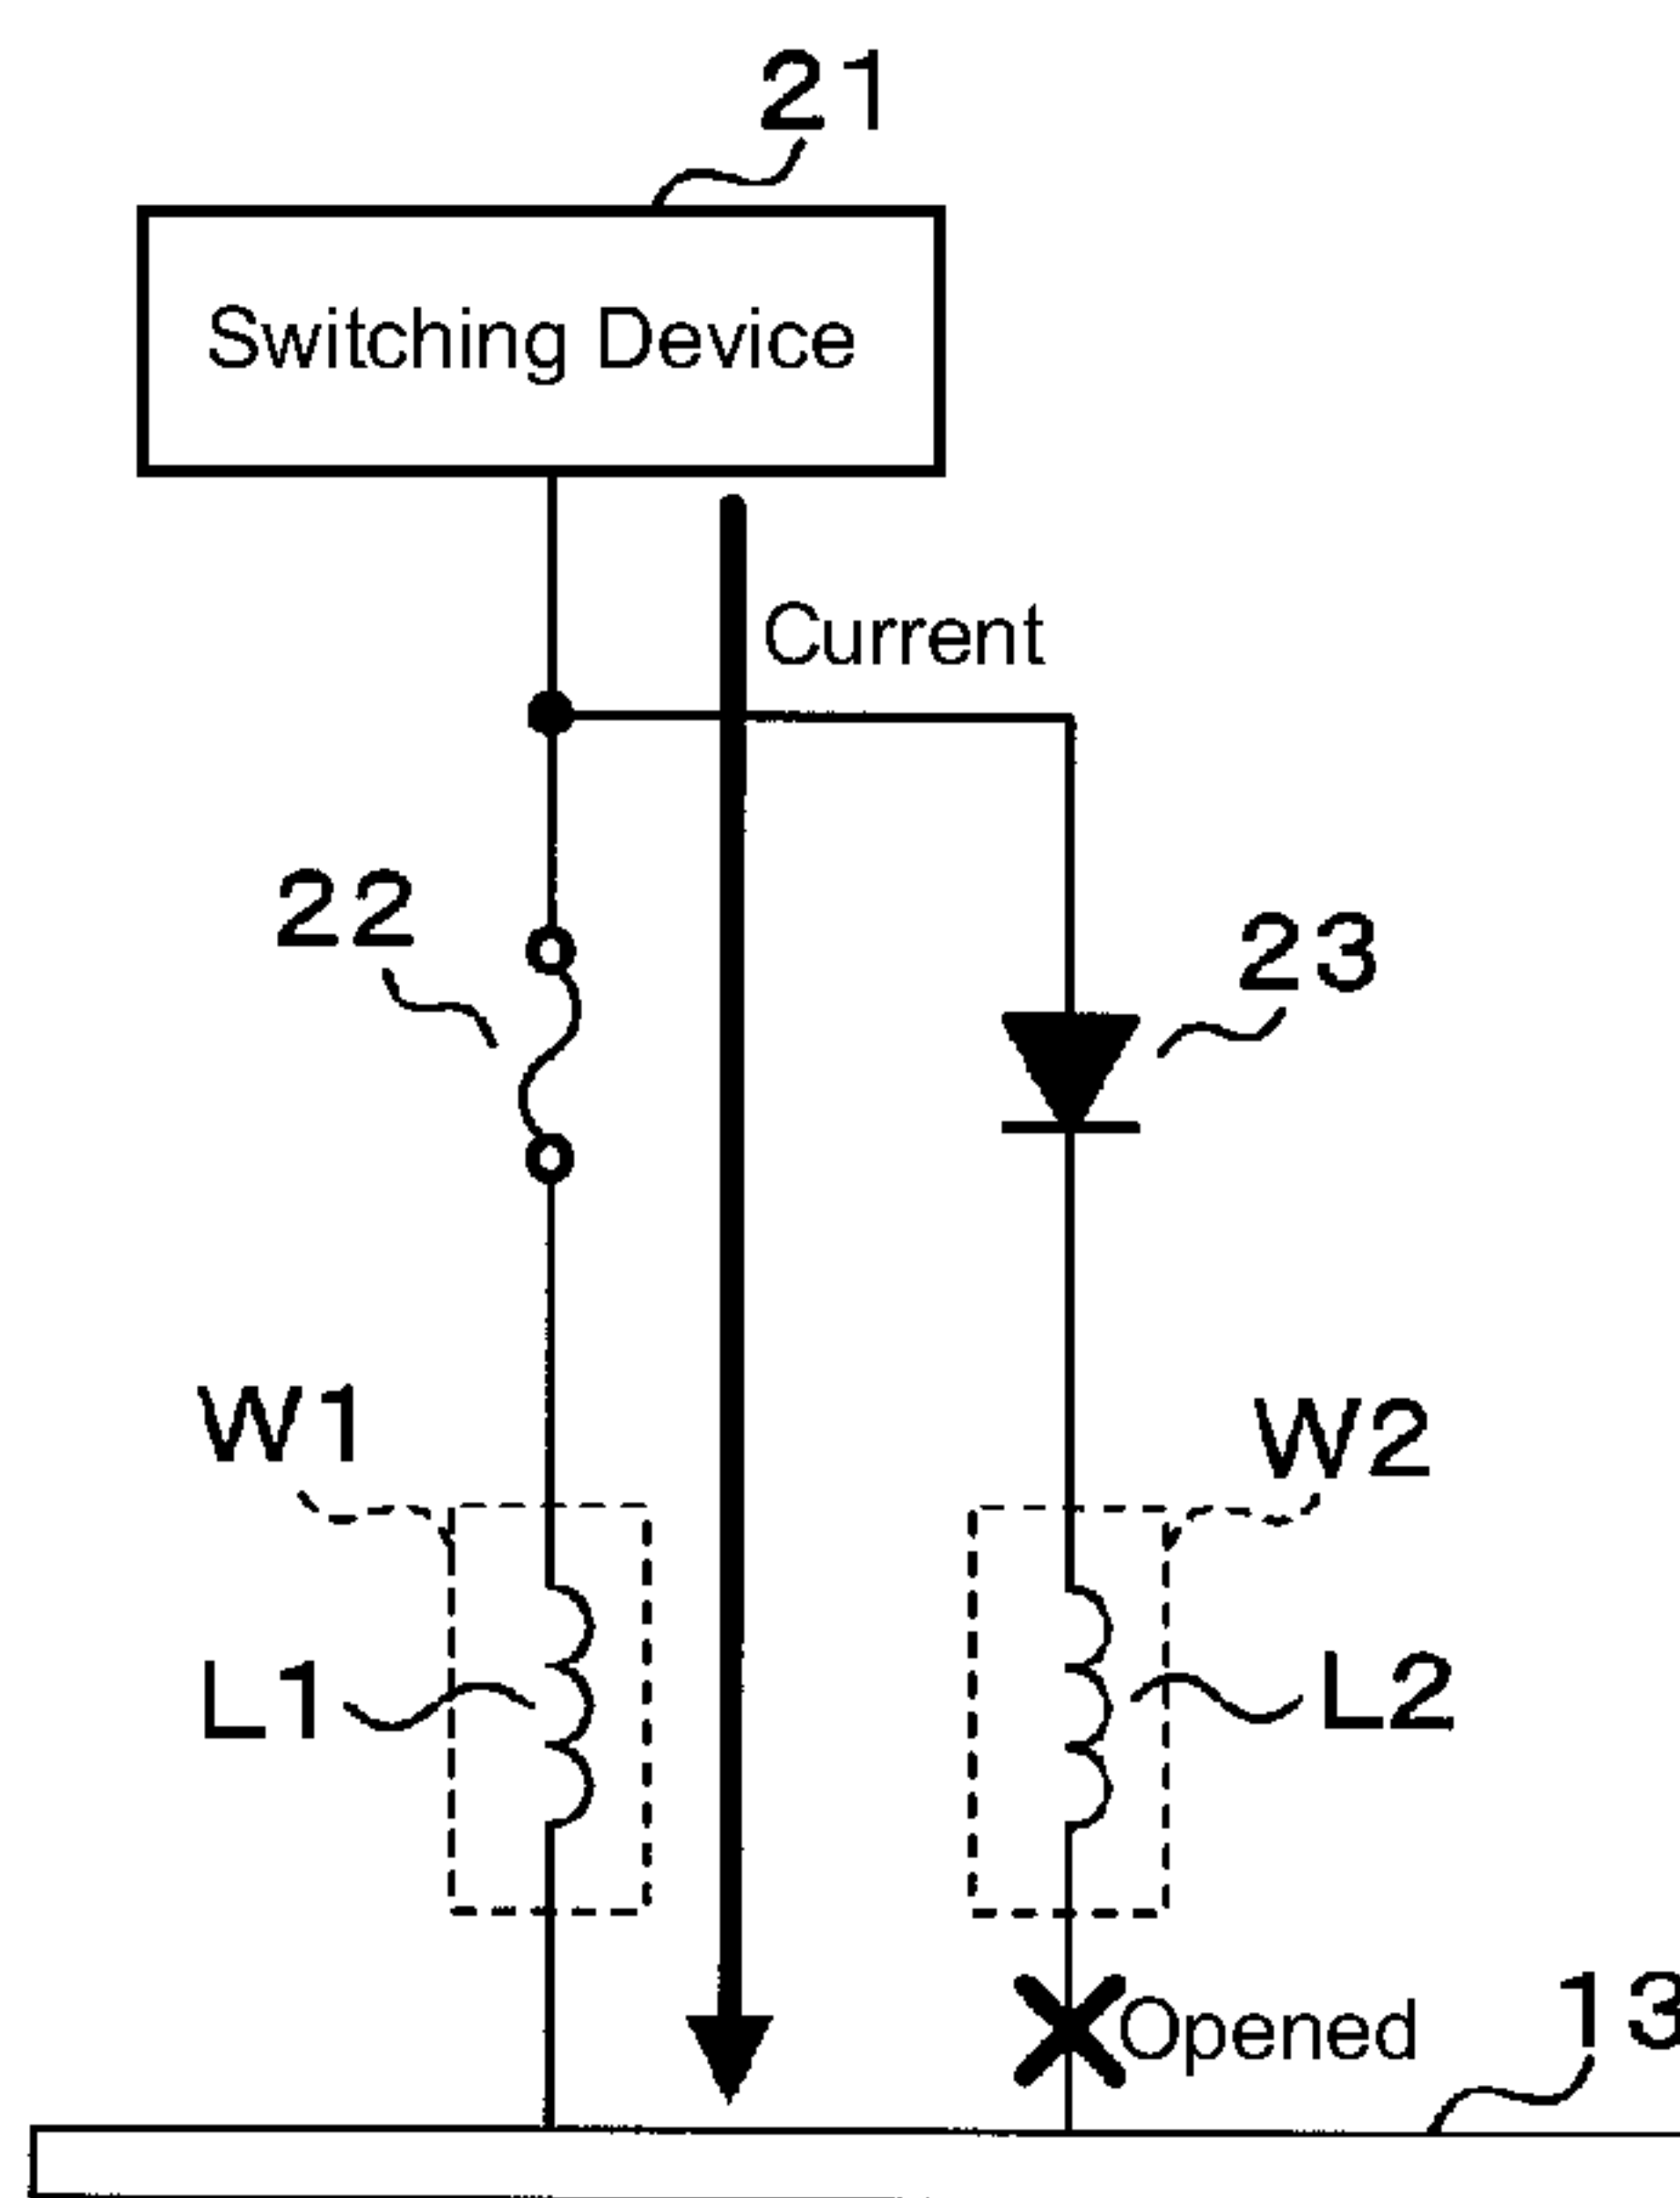 21
Switching Device
Current
22
23
W1
W2
L1
L2
Opened
13